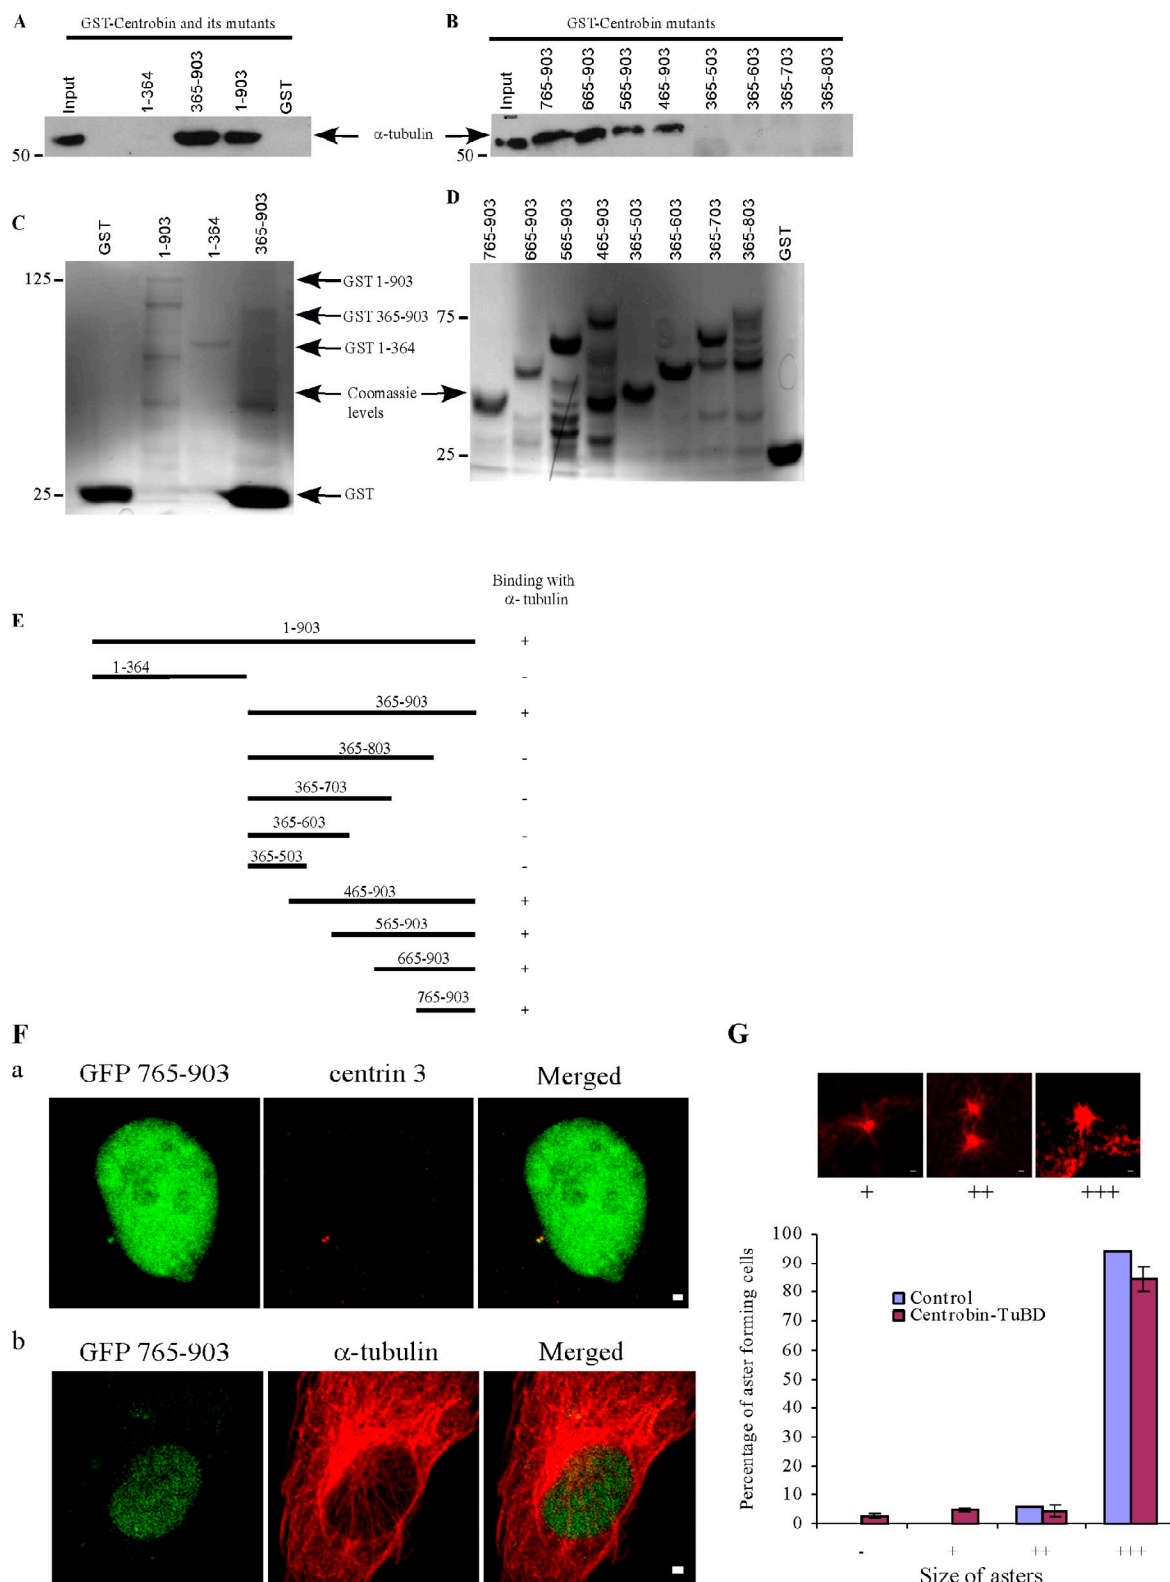 A
GST-Centrobin and its mutants
Input
1-364
365-903
1-903
GST
50
α-tubulin
B
GST-Centrobin mutants
Input
765-903
665-903
565-903
465-903
365-503
365-603
365-703
365-803
50
C
GST
1-903
1-364
365-903
125
25
GST 1-903
GST 365-903
GST 1-364
Coomassie
levels
GST
D
765-903
665-903
565-903
465-903
365-503
365-603
365-703
365-803
GST
75
25
E
Binding with
α- tubulin
1-903
+
1-364
-
365-903
+
365-803
-
365-703
-
365-603
-
365-503
-
465-903
+
565-903
+
665-903
+
765-903
+
F
a
GFP 765-903
centrin 3
Merged
b
GFP 765-903
α-tubulin
Merged
G
+
++
+++
Percentage of aster forming cells
100
90
80
70
60
50
40
30
20
10
0
Control
Centrobin-TuBD
-
+
++
+++
Size of asters